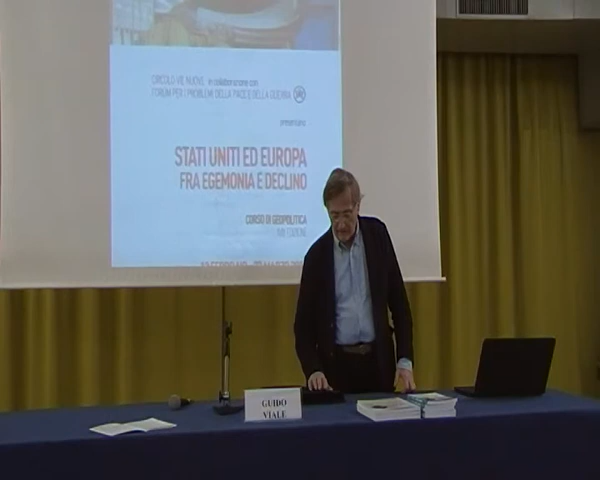 CIRCOLO VIE NUOVE in collaborazione con
FORUM PER I PROBLEMI DELLA PACE E DELLA GUERRA
presentano
STATI UNITI ED EUROPA
FRA EGEMONIA E DECLINO
CORSO DI GEOPOLITICA
EDIZIONE
GUIDO
VIALE